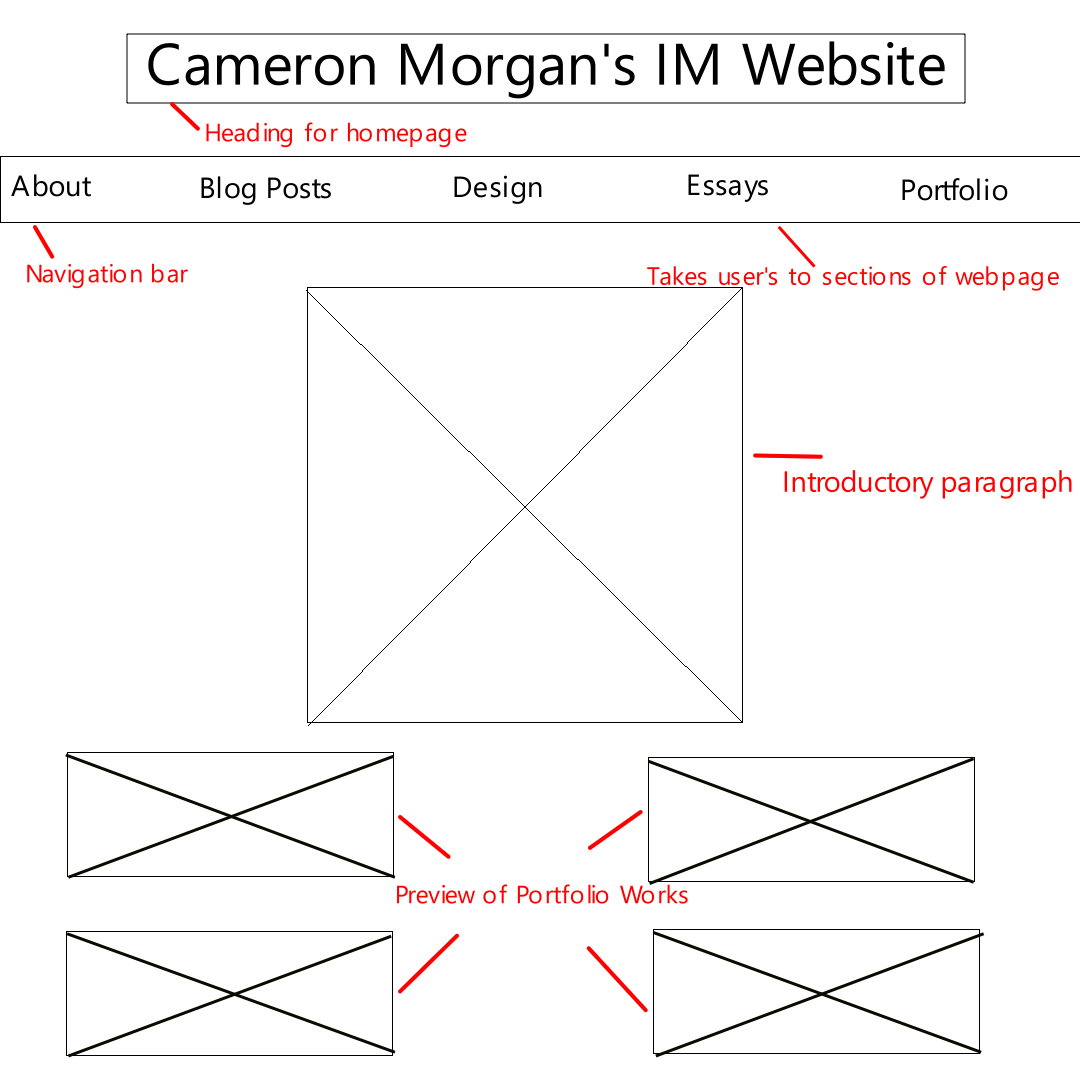 Cameron Morgan's IM Website
Heading for homepage
About Blog Posts Design Essays Portfolio
Navigation bar
Takes user's to sections of webpage
Introductory paragraph
Preview of Portfolio Works